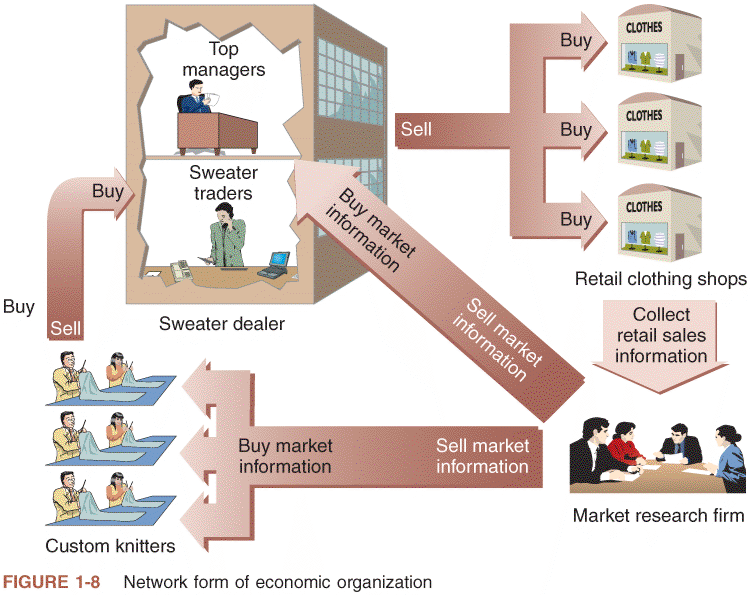 Top
managers
Sweater
traders
Sweater dealer
Sell
Buy
CLOTHES
Buy
CLOTHES
Buy
CLOTHES
Retail clothing shops
Collect
retail sales
information
Market research firm
Buy market
information
Sell market
information
Buy market
information
Sell market
information
Buy
Buy
Sell
Custom knitters
FIGURE 1-8 Network form of economic organization